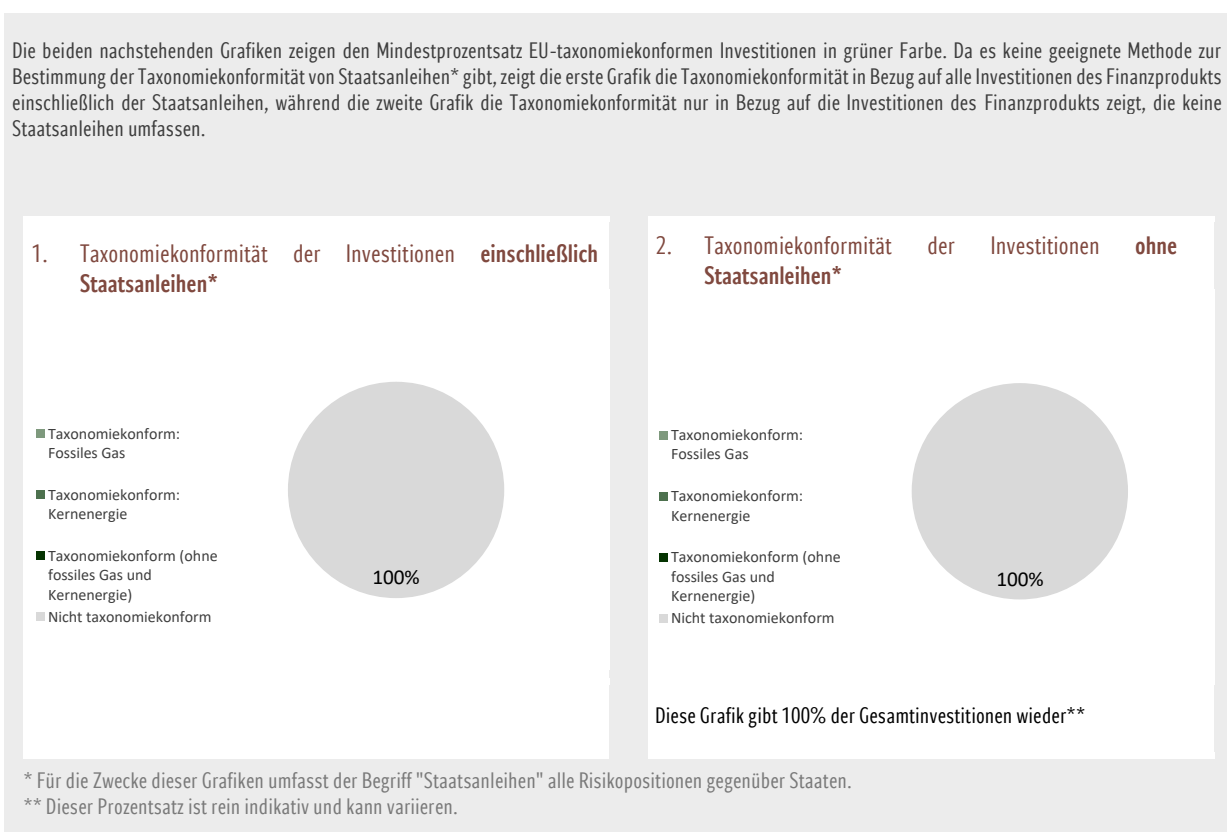 Die beiden nachstehenden Grafiken zeigen den Mindestprozentsatz EU-taxonomiekonformen Investitionen in grüner Farbe. Da es keine geeignete Methode zur
Bestimmung der Taxonomiekonformität von Staatsanleihen* gibt, zeigt die erste Grafik die Taxonomiekonformität in Bezug auf alle Investitionen des Finanzprodukts
einschließlich der Staatsanleihen, während die zweite Grafik die Taxonomiekonformität nur in Bezug auf die Investitionen des Finanzprodukts zeigt, die keine
Staatsanleihen umfassen.
1. Taxonomiekonformität der Investitionen einschließlich
Staatsanleihen*
Taxonomiekonform:
Fossiles Gas
Taxonomiekonform:
Kernenergie
Taxonomiekonform (ohne
fossiles Gas und
Kernenergie)
Nicht taxonomiekonform
100%
2. Taxonomiekonformität der Investitionen ohne
Staatsanleihen*
Taxonomiekonform:
Fossiles Gas
Taxonomiekonform:
Kernenergie
Taxonomiekonform (ohne
fossiles Gas und
Kernenergie)
Nicht taxonomiekonform
100%
Diese Grafik gibt 100% der Gesamtinvestitionen wieder**
* Für die Zwecke dieser Grafiken umfasst der Begriff "Staatsanleihen" alle Risikopositionen gegenüber Staaten.
** Dieser Prozentsatz ist rein indikativ und kann variieren.